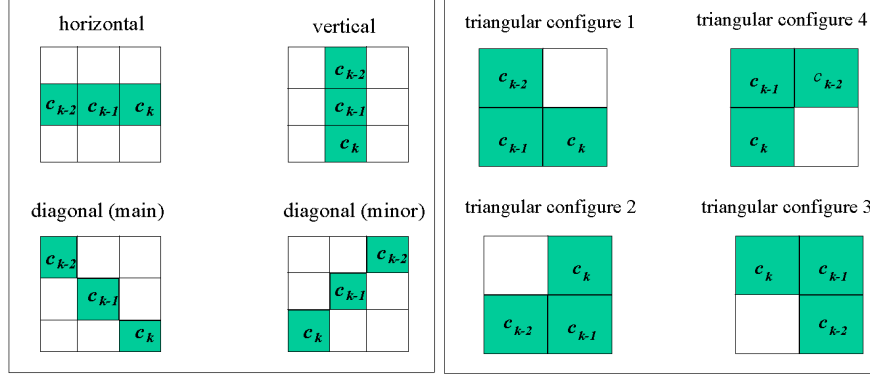 horizontal
vertical
c k-2 c k-1 c k
c k-2
c k-1
c k
diagonal (main)
diagonal (minor)
c k-2
c k-1
c k
c k-2
c k-1
c k
triangular configure 1
triangular configure 4
c k-2
c k-1 c k
c k-1 c k-2
c k
triangular configure 2
triangular configure 3
c k
c k-2 c k-1
c k c k-1
c k-2